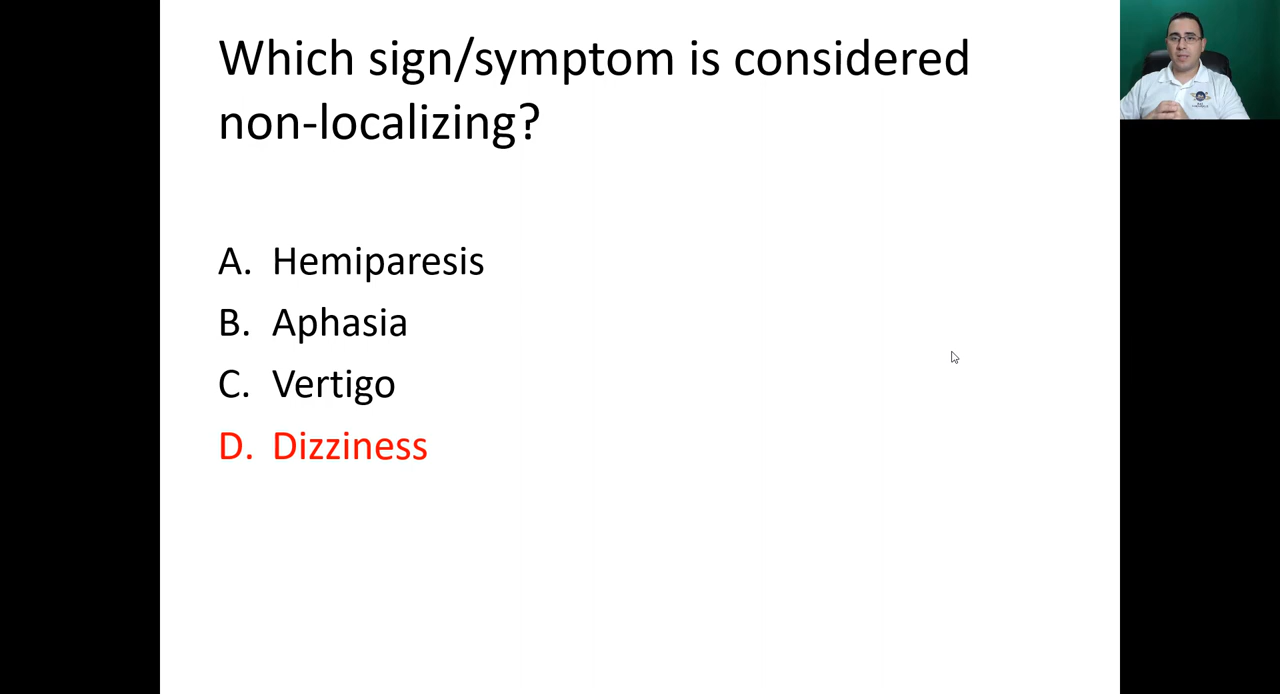 Which sign/symptom is considered
non-localizing?
A. Hemiparesis
B. Aphasia
C. Vertigo
D. Dizziness